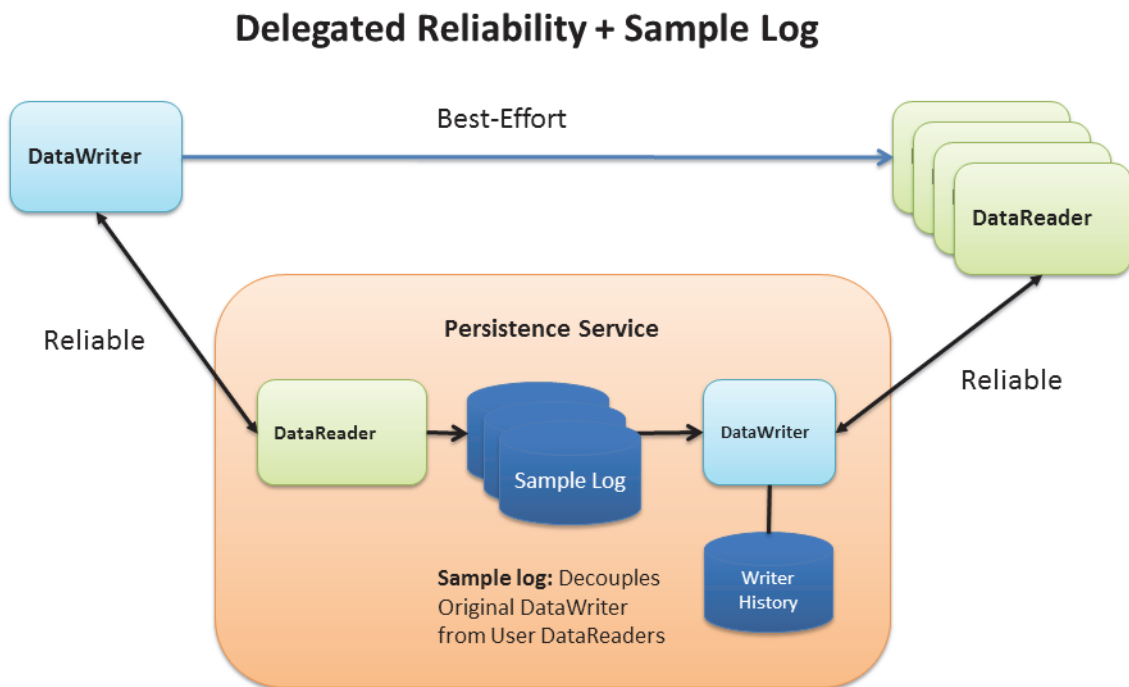 Delegated Reliability + Sample Log
Best-Effort
DataWriter
DataReader
Reliable
Persistence Service
Reliable
DataReader
Sample Log
DataWriter
Sample log: Decouples
Original DataWriter
from User DataReaders
Writer
History